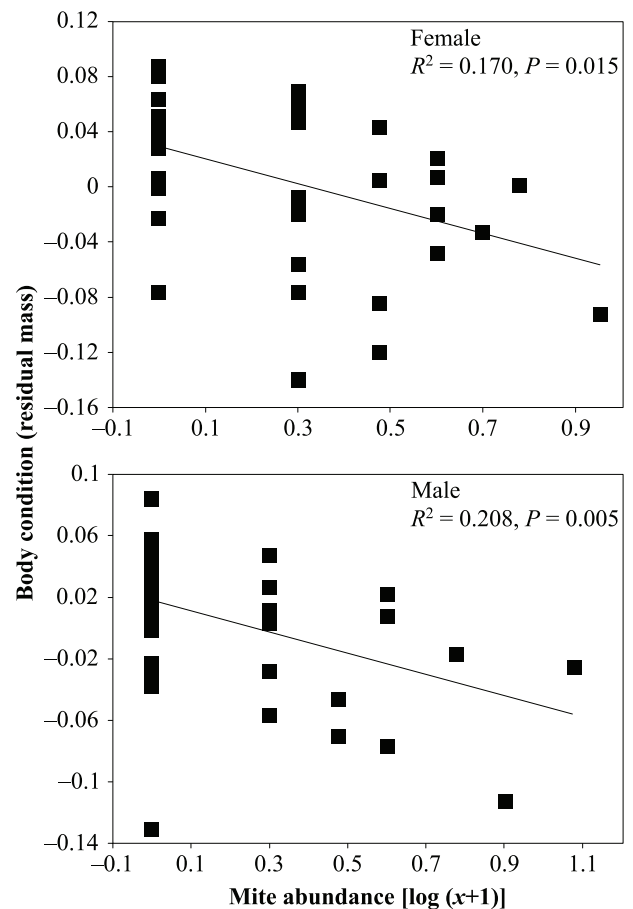 Body condition (residual mass)
0.12
0.08
0.04
0
–0.04
–0.08
–0.12
–0.16
Female
R² = 0.170, P = 0.015
–0.1 0.1 0.3 0.5 0.7 0.9
0.1
0.06
0.02
–0.02
–0.06
–0.1
–0.14
Male
R² = 0.208, P = 0.005
–0.1 0.1 0.3 0.5 0.7 0.9 1.1
Mite abundance [log (x+1)]